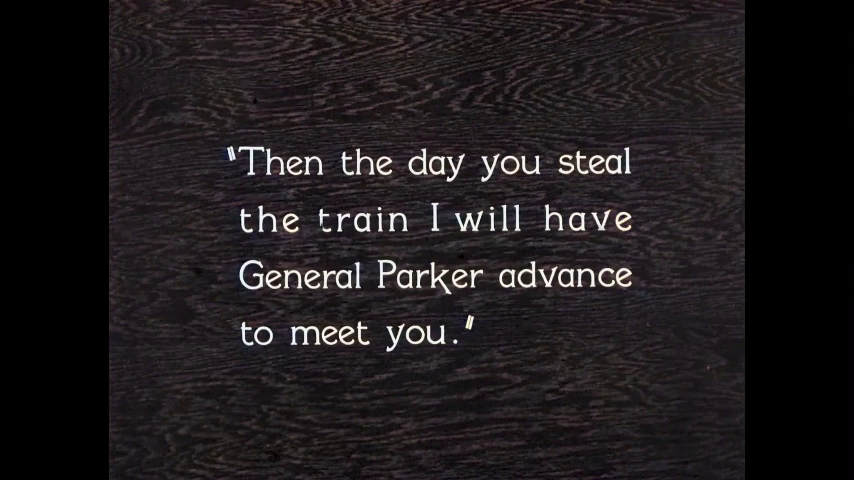 "Then the day you steal
the train I will have
General Parker advance
to meet you."